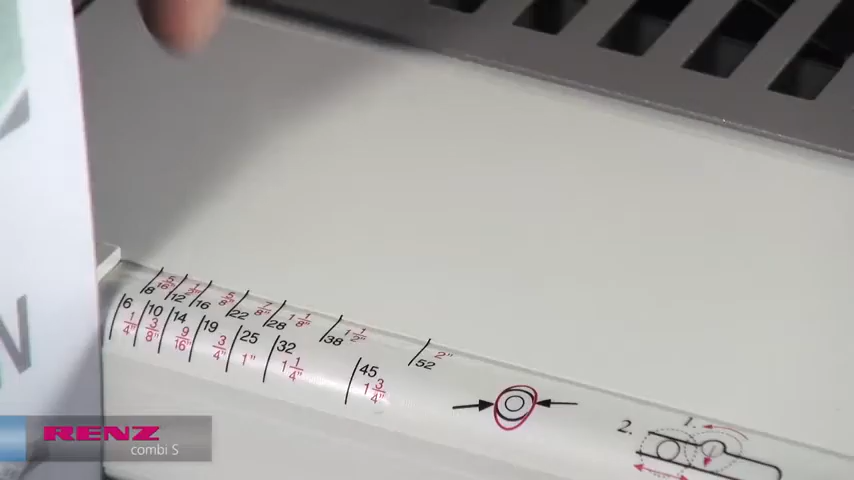 8 5/16" 12 1/2" 16 5/8" 22 7/8" 28 1 1/8" 38 1 1/2" 52 2"
6 1/4" 10 3/8" 14 9/16" 19 3/4" 25 1" 32 1 1/4" 45 1 3/4"
2. 1.
N
RENZ
combi S